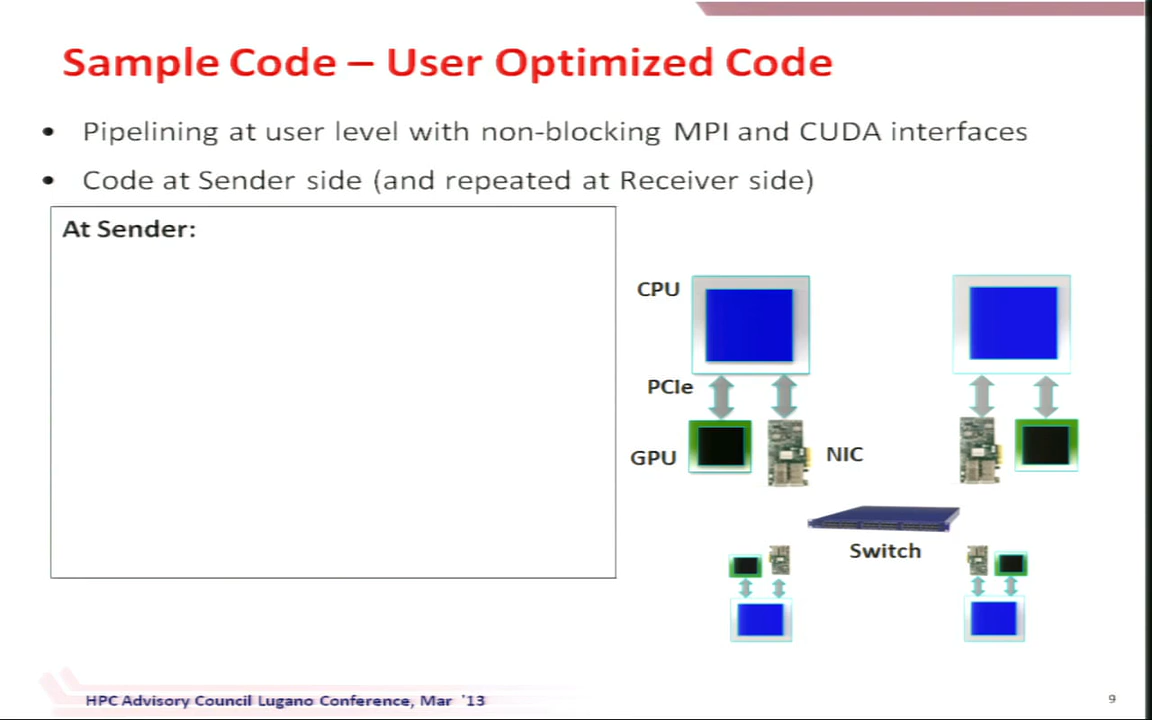 Sample Code – User Optimized Code
• Pipelining at user level with non-blocking MPI and CUDA interfaces
• Code at Sender side (and repeated at Receiver side)
At Sender:
CPU
PCIe
GPU
NIC
Switch
HPC Advisory Council Lugano Conference, Mar '13
9